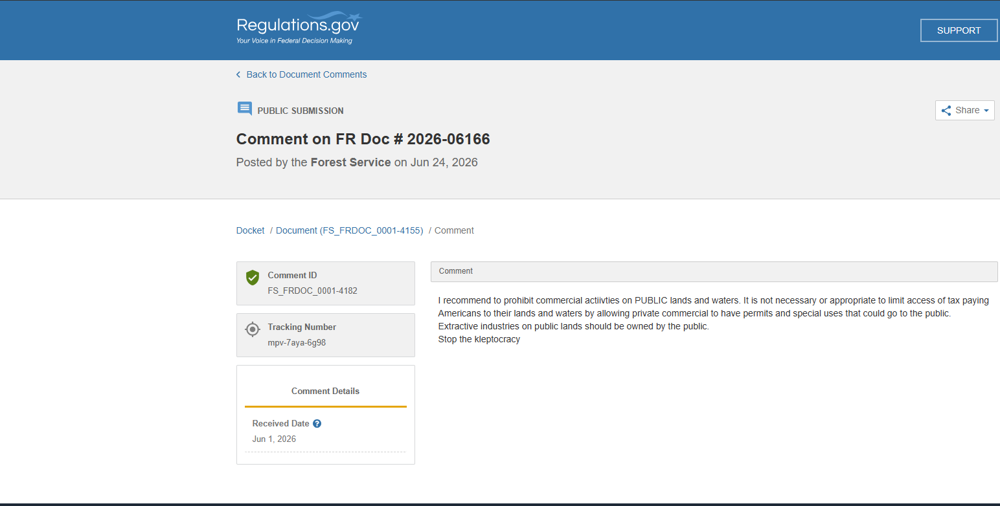 Regulations.gov
Your Voice in Federal Decision Making
SUPPORT
Back to Document Comments
PUBLIC SUBMISSION
Share
Comment on FR Doc # 2026-06166
Posted by the Forest Service on Jun 24, 2026
Docket / Document (FS_FRDOC_0001-4155) / Comment
Comment ID
FS_FRDOC_0001-4182
Tracking Number
mpv-7aya-6g98
Comment Details
Received Date ?
Jun 1, 2026
Comment
I recommend to prohibit commercial actiivties on PUBLIC lands and waters. It is not necessary or appropriate to limit access of tax paying
Americans to their lands and waters by allowing private commercial to have permits and special uses that could go to the public.
Extractive industries on public lands should be owned by the public.
Stop the kleptocracy